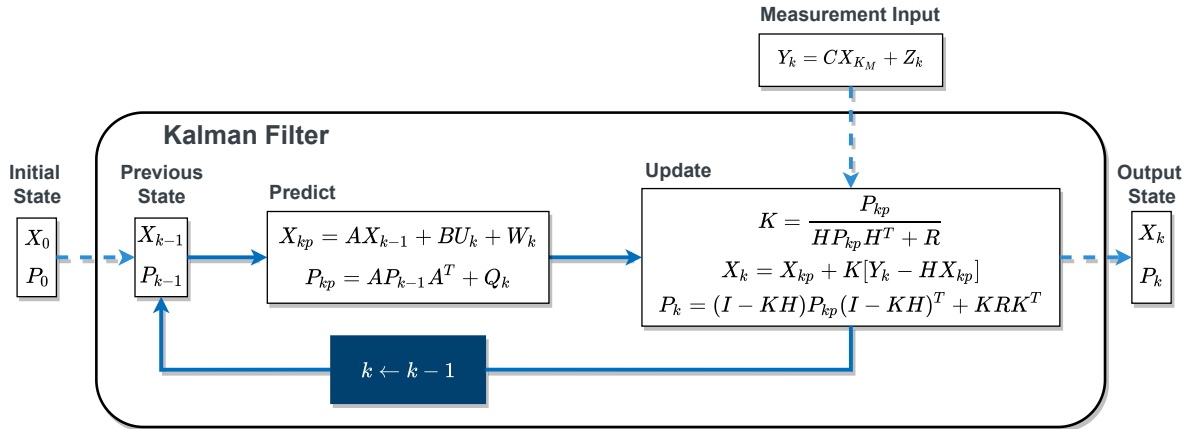 Measurement Input
Y_k = CX_{K_M} + Z_k
Kalman Filter
Initial
State
X_0
P_0
Previous
State
X_{k-1}
P_{k-1}
Predict
X_{kp} = AX_{k-1} + BU_k + W_k
P_{kp} = AP_{k-1}A^T + Q_k
Update
K = \frac{P_{kp}}{HP_{kp}H^T + R}
X_k = X_{kp} + K[Y_k − HX_{kp}]
P_k = (I − KH)P_{kp}(I − KH)^T + KRK^T
Output
State
X_k
P_k
k ← k − 1